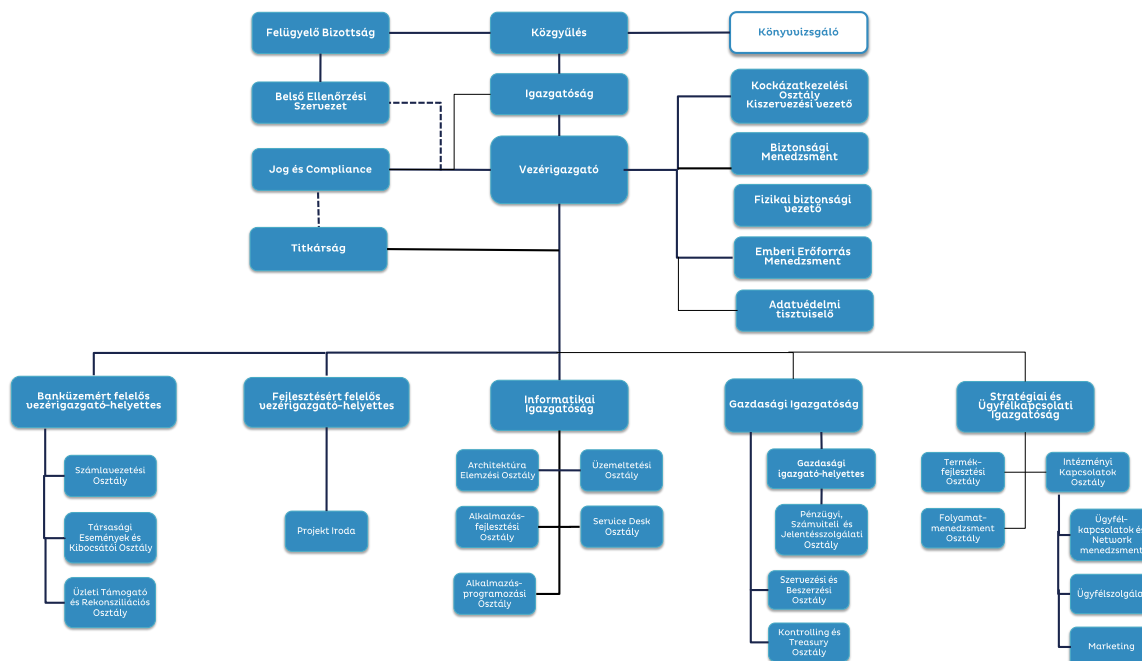 Felügyelő Bizottság
Közgyűlés
Könyvvizsgáló
Belső Ellenőrzési
Szervezet
Igazgatóság
Kockázatkezelési
Osztály
Kiszervezési vezető
Jog és Compliance
Vezérigazgató
Biztonsági
Menedzsment
Fizikai biztonsági
vezető
Titkárság
Emberi Erőforrás
Menedzsment
Adatvédelmi
tisztviselő
Banküzemért felelős
vezérigazgató-helyettes
Fejlesztésért felelős
vezérigazgató-helyettes
Informatikai
Igazgatóság
Gazdasági Igazgatóság
Stratégiai és
Ügyfélkapcsolati
Igazgatóság
Számlavezetési
Osztály
Társasági
Események és
Kibocsátói Osztály
Üzleti Támogató
és Rekonsziliációs
Osztály
Projekt Iroda
Architektúra
Elemzési Osztály
Üzemeltetési
Osztály
Alkalmazás-
fejlesztési
Osztály
Service Desk
Osztály
Alkalmazás-
programozási
Osztály
Gazdasági
igazgató-helyettes
Pénzügyi,
Számviteli és
Jelentésszolgálati
Osztály
Szervezési és
Beszerzési
Osztály
Kontrolling és
Treasury
Osztály
Termék-
fejlesztési
Osztály
Intézményi
Kapcsolatok
Osztály
Folyamat-
menedzsment
Osztály
Ügyfél-
kapcsolatok és
Network
menedzsment
Ügyfélszolgálat
Marketing